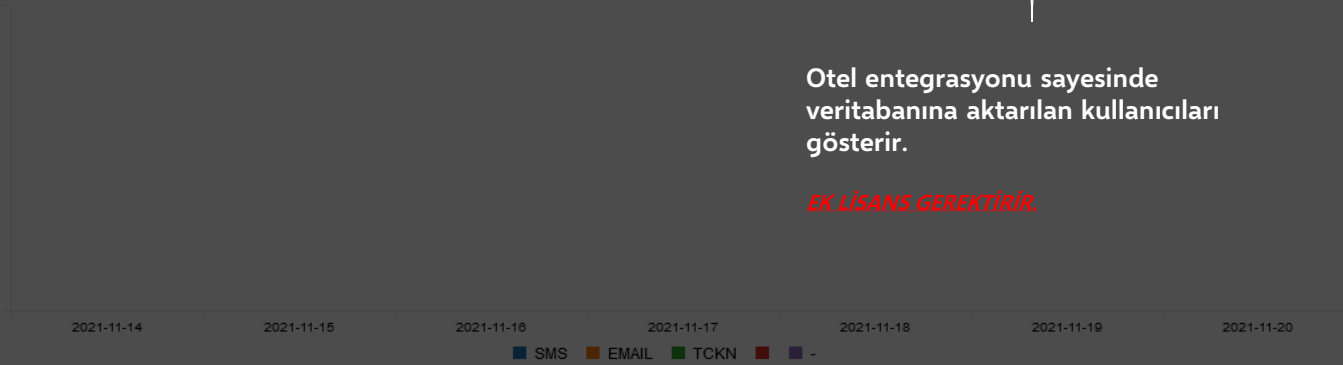 Otel entegrasyonu sayesinde
veritabanına aktarılan kullanıcıları
gösterir.
EK LİSANS GEREKTİRİR.
2021-11-14 2021-11-15 2021-11-16 2021-11-17 2021-11-18 2021-11-19 2021-11-20
SMS EMAIL TCKN -